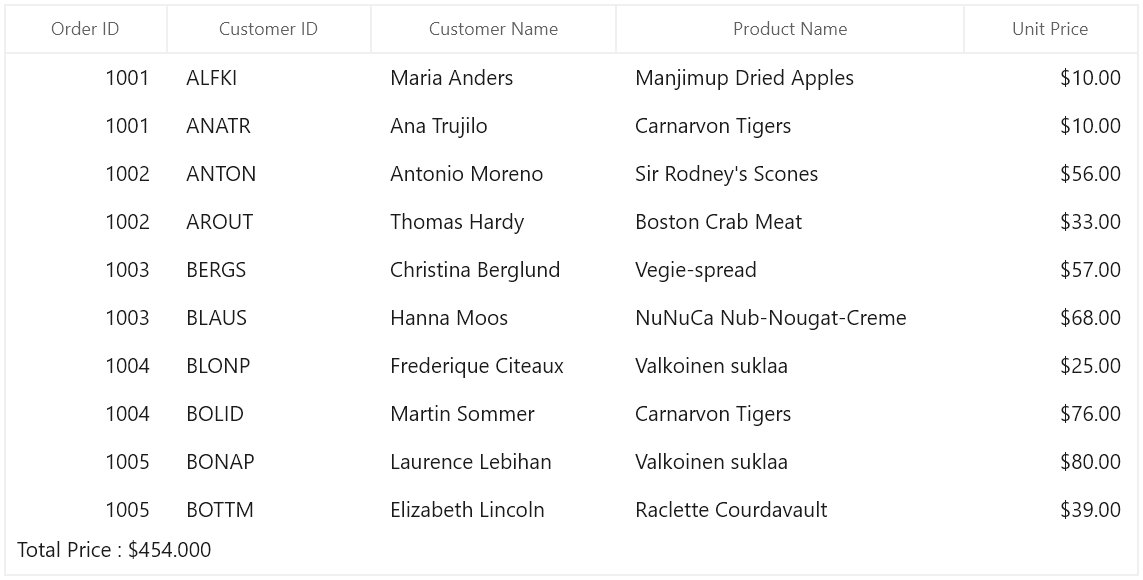 Order ID Customer ID Customer Name Product Name Unit Price
1001 ALFKI Maria Anders Manjimup Dried Apples $10.00
1001 ANATR Ana Trujilo Carnarvon Tigers $10.00
1002 ANTON Antonio Moreno Sir Rodney's Scones $56.00
1002 AROUT Thomas Hardy Boston Crab Meat $33.00
1003 BERGS Christina Berglund Vegie-spread $57.00
1003 BLAUS Hanna Moos NuNuCa Nub-Nougat-Creme $68.00
1004 BLONP Frederique Citeaux Valkoinen suklaa $25.00
1004 BOLID Martin Sommer Carnarvon Tigers $76.00
1005 BONAP Laurence Lebihan Valkoinen suklaa $80.00
1005 BOTTM Elizabeth Lincoln Raclette Courdavault $39.00
Total Price : $454.000